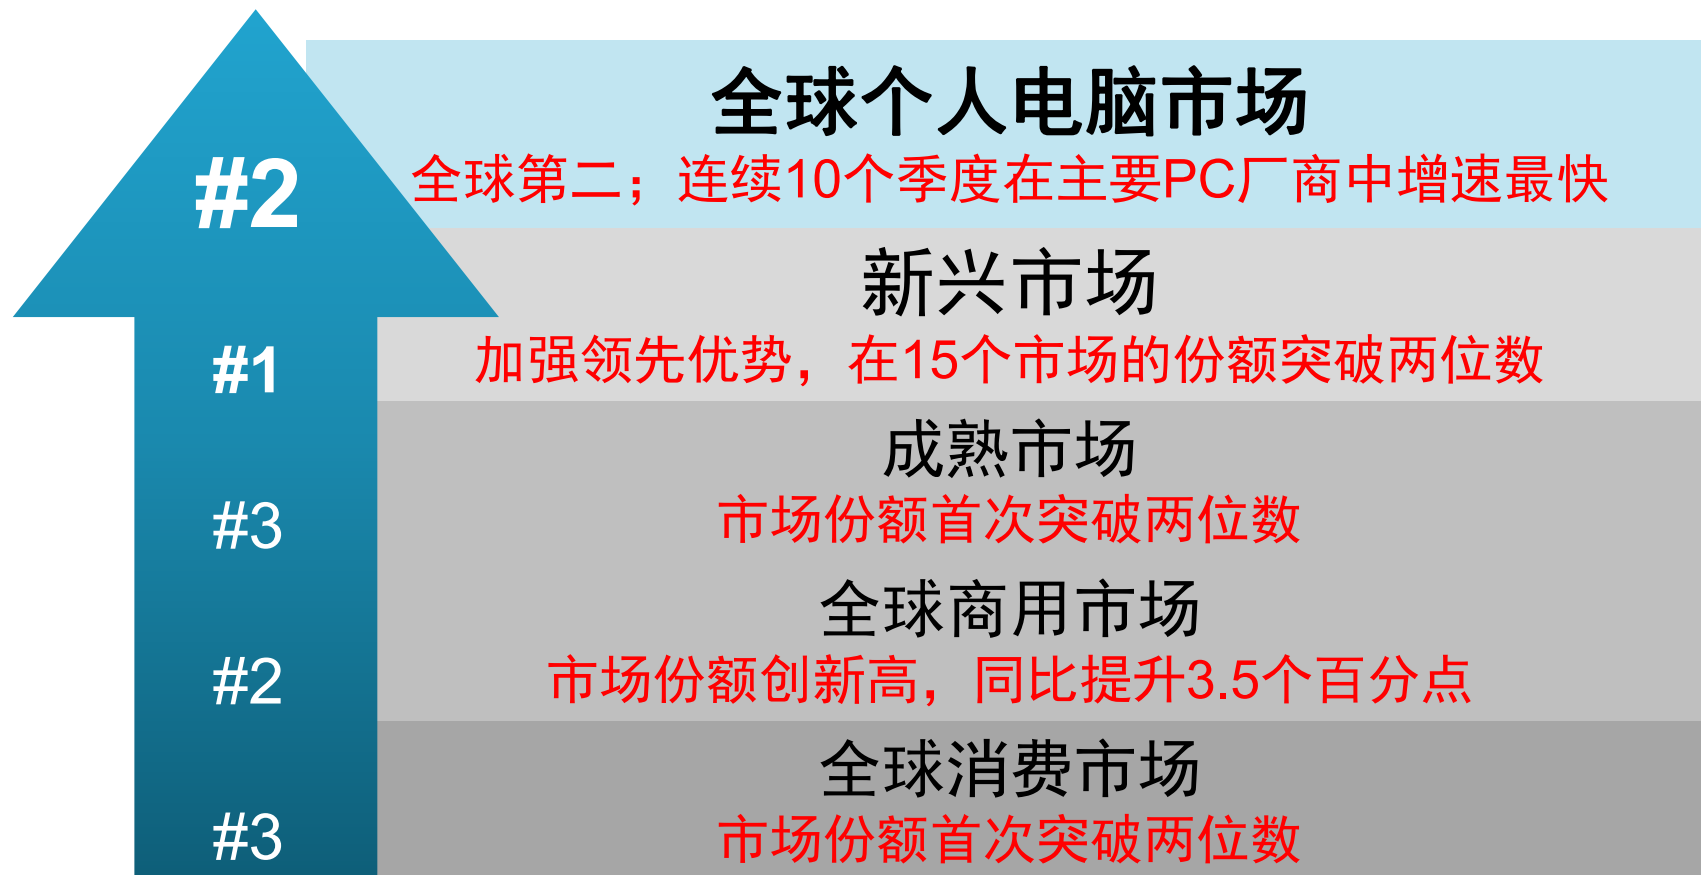 全球个人电脑市场
#2
全球第二；连续10个季度在主要PC厂商中增速最快
新兴市场
#1
加强领先优势，在15个市场的份额突破两位数
成熟市场
#3
市场份额首次突破两位数
全球商用市场
#2
市场份额创新高，同比提升3.5个百分点
全球消费市场
#3
市场份额首次突破两位数